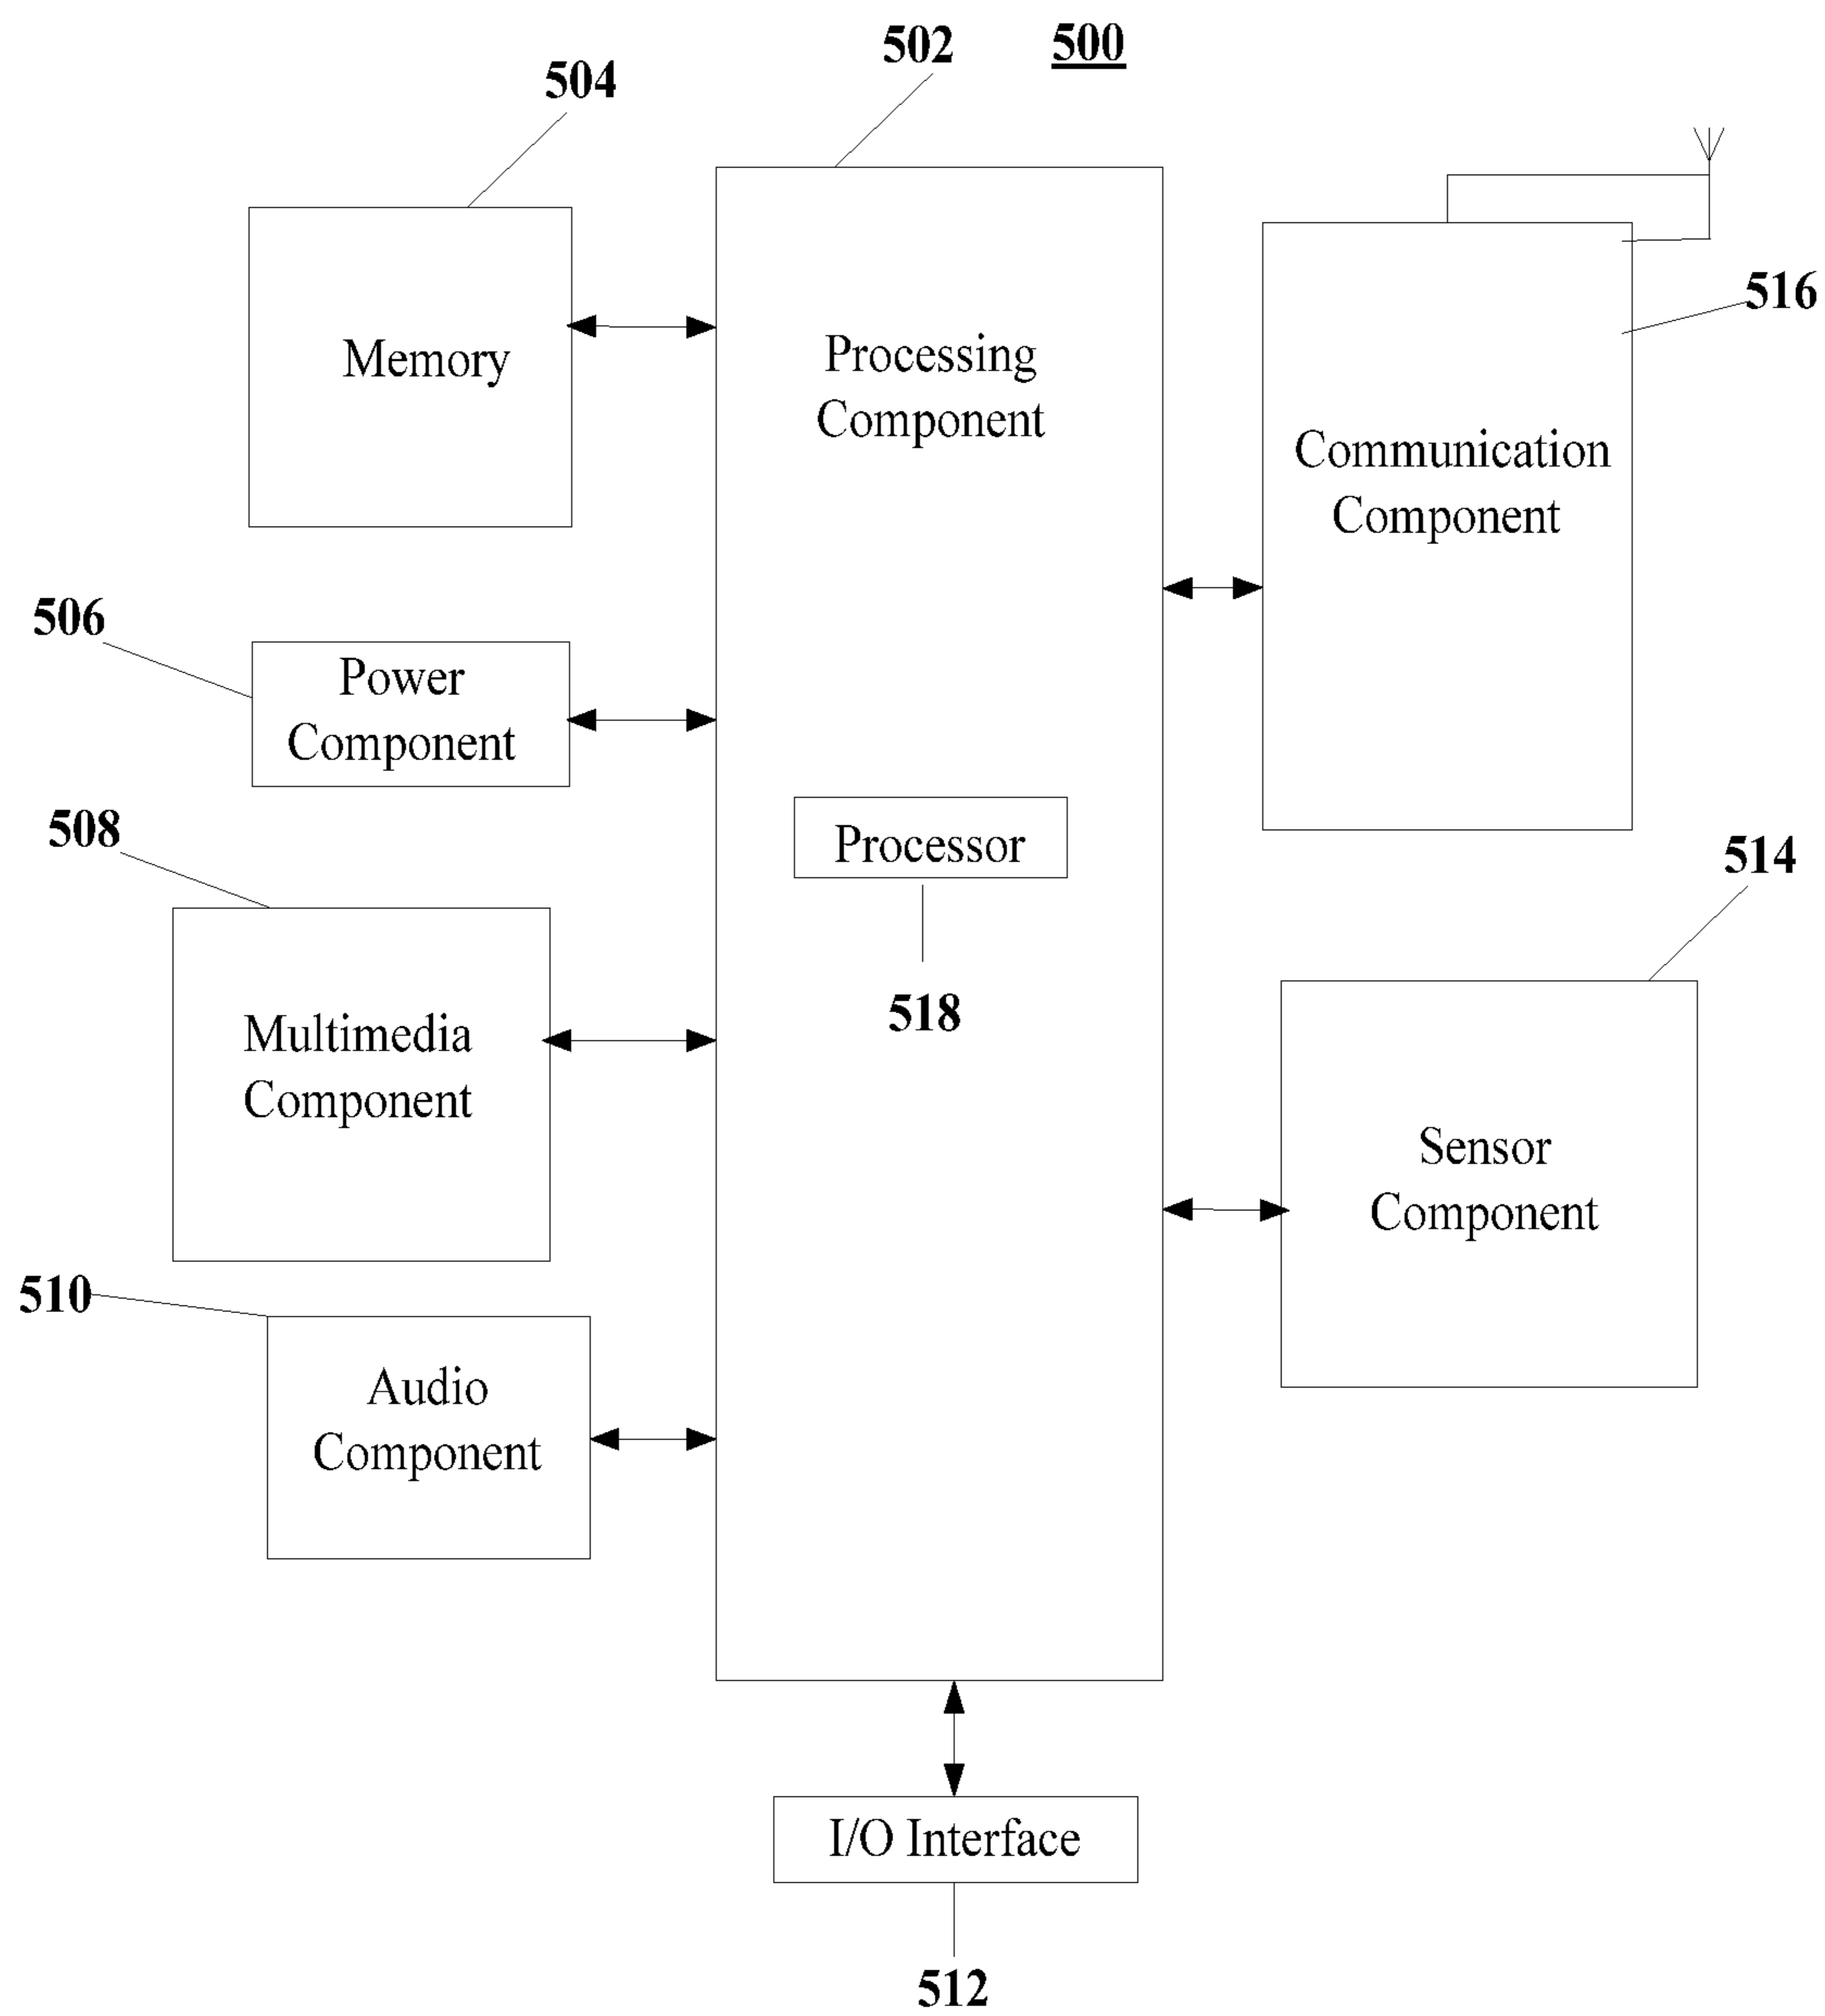 502
500
504
Memory
Processing
Component
516
Communication
Component
506
Power
Component
508
Processor
514
518
Multimedia
Component
Sensor
Component
510
Audio
Component
I/O Interface
512